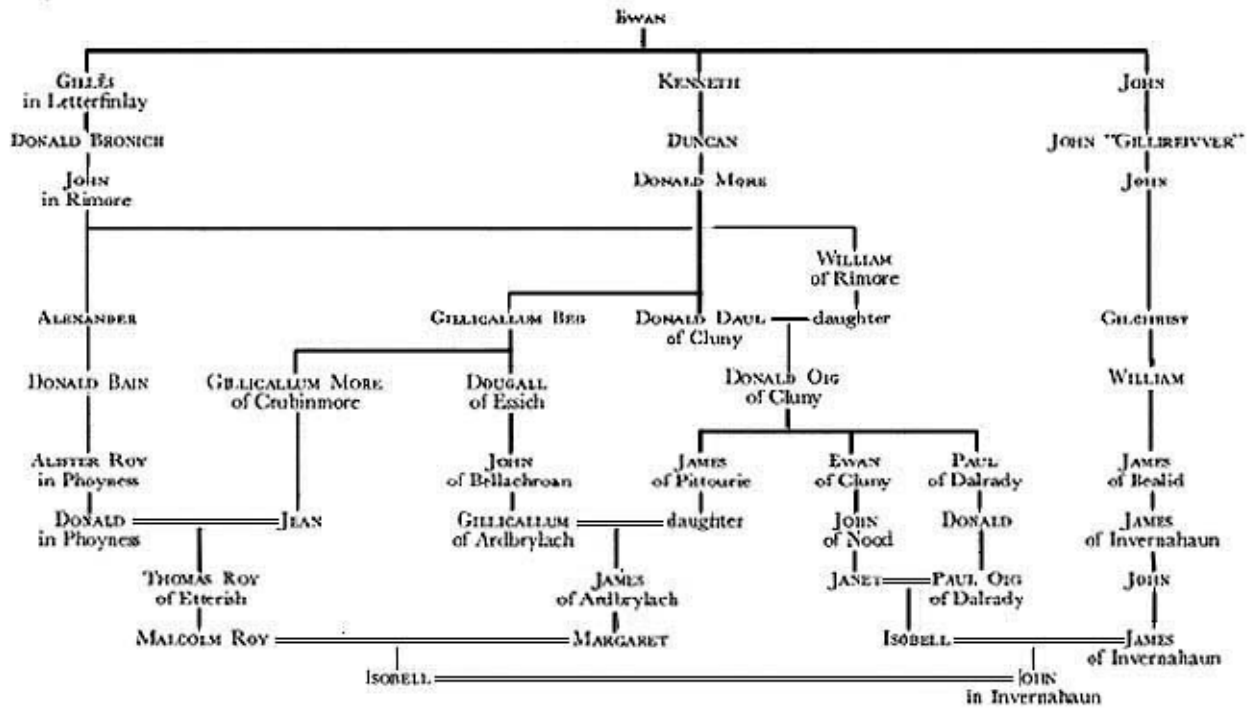 EWAN
GILLES KENNETH JOHN
in Letterfinlay
DONALD BRONICH DUNCAN JOHN "GILLIREIVVER"
JOHN DONALD MORE JOHN
in Rimore
WILLIAM
of Rimore
ALEXANDER GILLICALLUM BEG DONALD DAUL daughter GILCHRIST
of Cluny
DONALD BAIN GILLICALLUM MORE DOUGALL DONALD OIG WILLIAM
of Crubinmore of Essich of Cluny
ALISTER ROY JOHN JAMES EWAN PAUL JAMES
in Phoyness of Bellachroan of Pittourie of Cluny of Dalrady of Bealid
DONALD JEAN GILLICALLUM daughter JOHN DONALD JAMES
in Phoyness of Ardbrylach of Nood of Invernahaun
THOMAS ROY JAMES JANET PAUL OIG JOHN
of Etterish of Ardbrylach of Dalrady
MALCOLM ROY MARGARET ISOBELL JAMES
of Invernahaun
ISOBELL JOHN
in Invernahaun